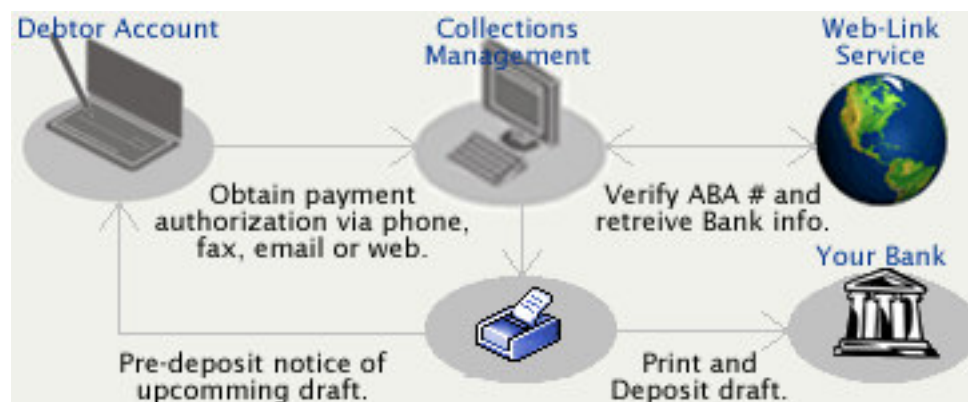 Debtor Account
Collections
Management
Web-Link
Service
Obtain payment
authorization via phone,
fax, email or web.
Verify ABA # and
retreive Bank info.
Your Bank
Pre-deposit notice of
upcomming draft.
Print and
Deposit draft.